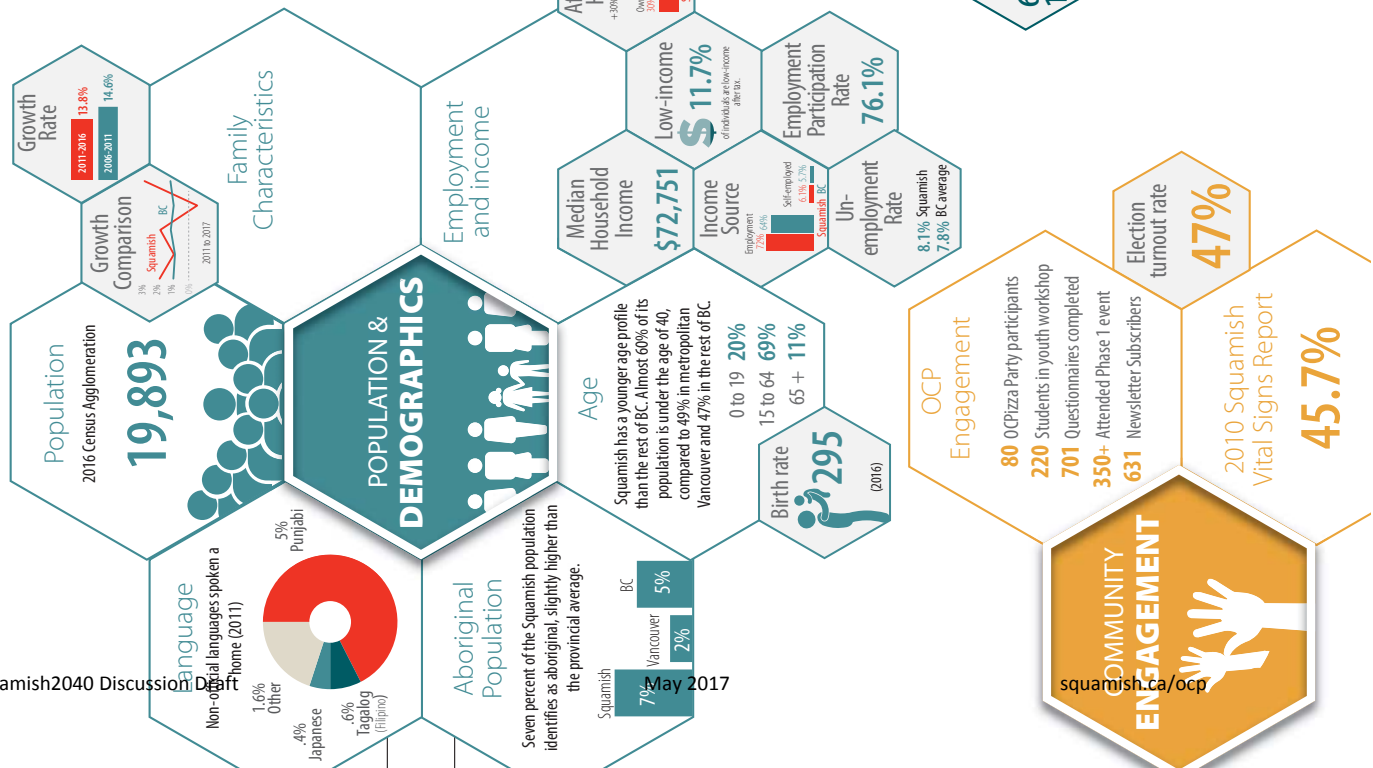 Growth
Rate
2011-2016 13.8%
2006-2011 14.6%
Growth
Comparison
Squamish
BC
3%
2%
1%
0%
2011 to 2017
Family
Characteristics
Employment
and income
+30%
30%
Low-income
$ 11.7%
of individuals are low-income
after tax.
Employment
Participation
Rate
76.1%
Median
Household
Income
$72,751
Income
Source
Employment
72% 64%
Self-employed
6.1% 5.7%
Squamish BC
Un-
employment
Rate
8.1% Squamish
7.8% BC average
Population
2016 Census Agglomeration
19,893
POPULATION &
DEMOGRAPHICS
Age
Squamish has a younger age profile
than the rest of BC. Almost 60% of its
population is under the age of 40,
compared to 49% in metropolitan
Vancouver and 47% in the rest of BC.
0 to 19 20%
15 to 64 69%
65 + 11%
Birth rate
295
(2016)
Language
Non-official languages spoken a
home (2011)
5%
Punjabi
1.6%
Other
.4%
Japanese
.6%
Tagalog
(Filipino)
Aboriginal
Population
Seven percent of the Squamish population
identifies as aboriginal, slightly higher than
the provincial average.
Squamish
7%
Vancouver
2%
BC
5%
OCP
Engagement
80 OCPizza Party participants
220 Students in youth workshop
701 Questionnaires completed
350+ Attended Phase 1 event
631 Newsletter Subscribers
Election
turnout rate
47%
2010 Squamish
Vital Signs Report
45.7%
COMMUNITY
ENGAGEMENT
amish2040 Discussion Draft
May 2017
squamish.ca/ocp